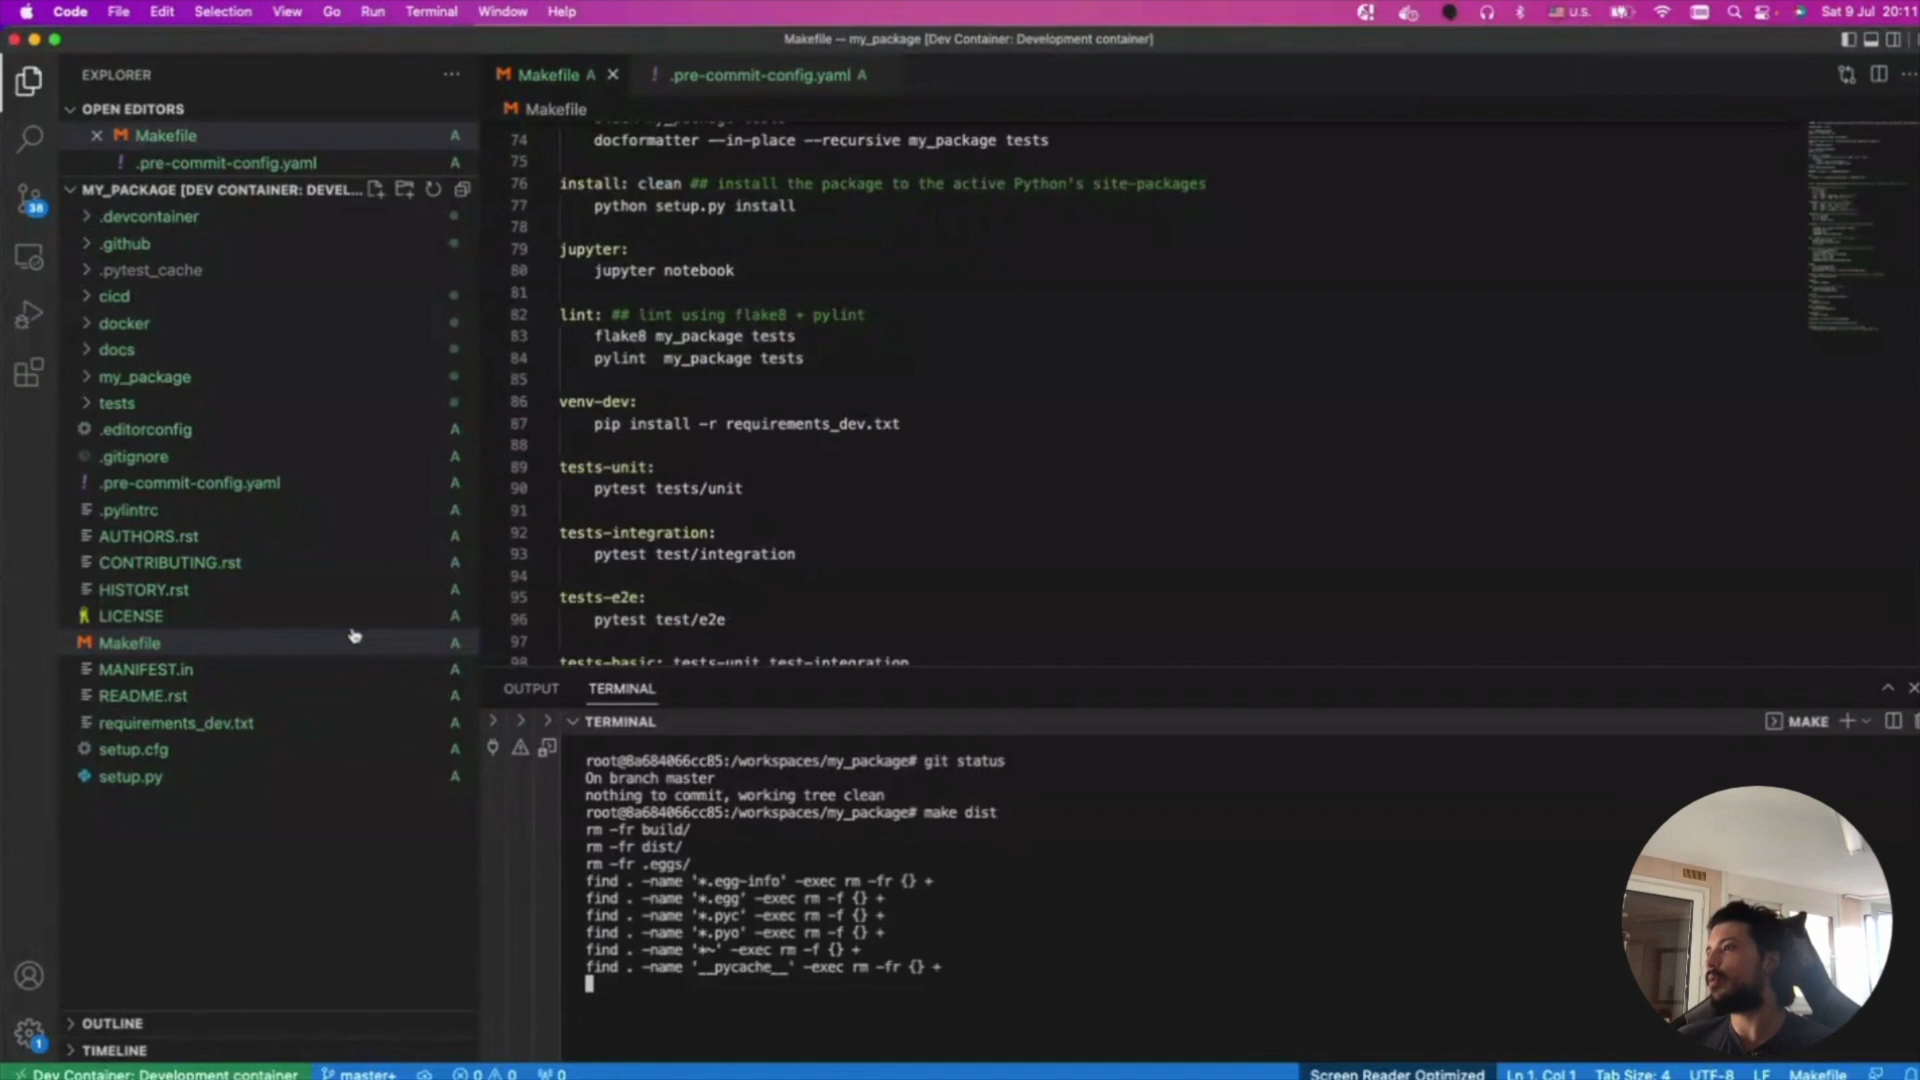 Code File Edit Selection View Go Run Terminal Window Help U.S. Sat 9 Jul 20:11
Makefile — my_package [Dev Container: Development container]
EXPLORER
Makefile A
.pre-commit-config.yaml A
OPEN EDITORS
Makefile
Makefile A
.pre-commit-config.yaml A
MY_PACKAGE [DEV CONTAINER: DEVEL...
.devcontainer
.github
.pytest_cache
cicd
docker
docs
my_package
tests
.editorconfig A
.gitignore A
.pre-commit-config.yaml A
.pylintrc A
AUTHORS.rst A
CONTRIBUTING.rst A
HISTORY.rst A
LICENSE A
Makefile A
MANIFEST.in A
README.rst A
requirements_dev.txt A
setup.cfg A
setup.py A
OUTLINE
TIMELINE
38
1
74 docformatter --in-place --recursive my_package tests
75
76 install: clean ## install the package to the active Python's site-packages
77 python setup.py install
78
79 jupyter:
80 jupyter notebook
81
82 lint: ## lint using flake8 + pylint
83 flake8 my_package tests
84 pylint  my_package tests
85
86 venv-dev:
87 pip install -r requirements_dev.txt
88
89 tests-unit:
90 pytest tests/unit
91
92 tests-integration:
93 pytest test/integration
94
95 tests-e2e:
96 pytest test/e2e
97
98 tests-basic: tests-unit test-integration
OUTPUT TERMINAL
TERMINAL MAKE
root@8a684066cc85:/workspaces/my_package# git status
On branch master
nothing to commit, working tree clean
root@8a684066cc85:/workspaces/my_package# make dist
rm -fr build/
rm -fr dist/
rm -fr .eggs/
find . -name '*.egg-info' -exec rm -fr {} +
find . -name '*.egg' -exec rm -f {} +
find . -name '*.pyc' -exec rm -f {} +
find . -name '*.pyo' -exec rm -f {} +
find . -name '*~' -exec rm -f {} +
find . -name '__pycache__' -exec rm -fr {} +
Dev Container: Development container master+ 0 0 0 Screen Reader Optimized Ln 1, Col 1 Tab Size: 4 UTF-8 LF Makefile